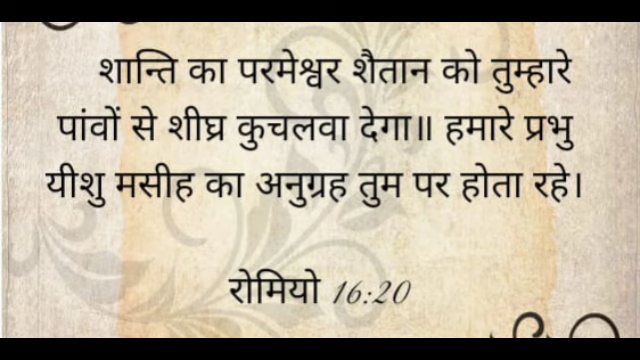 शान्ति का परमेश्वर शैतान को तुम्हारे
पांवों से शीघ्र कुचलवा देगा॥ हमारे प्रभु
यीशु मसीह का अनुग्रह तुम पर होता रहे।
रोमियो 16:20